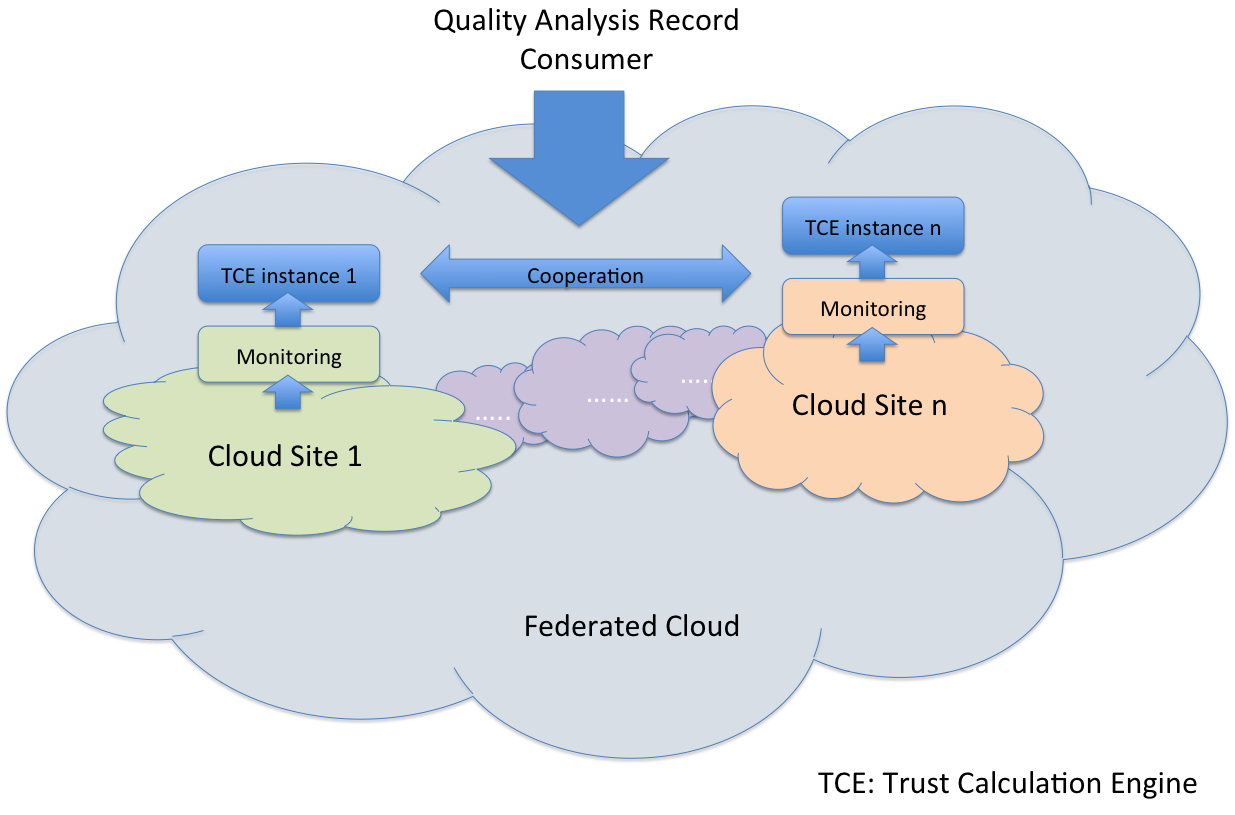 Quality Analysis Record
Consumer
TCE instance n
TCE instance 1
Cooperation
Monitoring
Monitoring
.....
......
.....
Cloud Site n
Cloud Site 1
Federated Cloud
TCE: Trust Calculation Engine